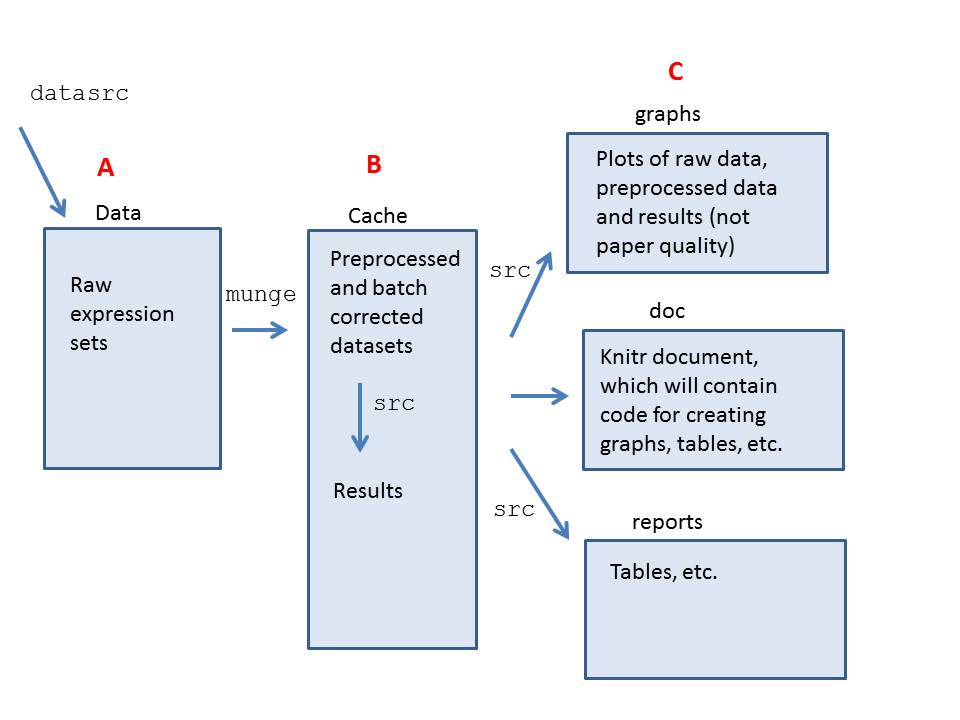 datasrc
A
Data
Raw
expression
sets
munge
B
Cache
Preprocessed
and batch
corrected
datasets
src
Results
src
src
C
graphs
Plots of raw data,
preprocessed data
and results (not
paper quality)
doc
Knitr document,
which will contain
code for creating
graphs, tables, etc.
reports
Tables, etc.